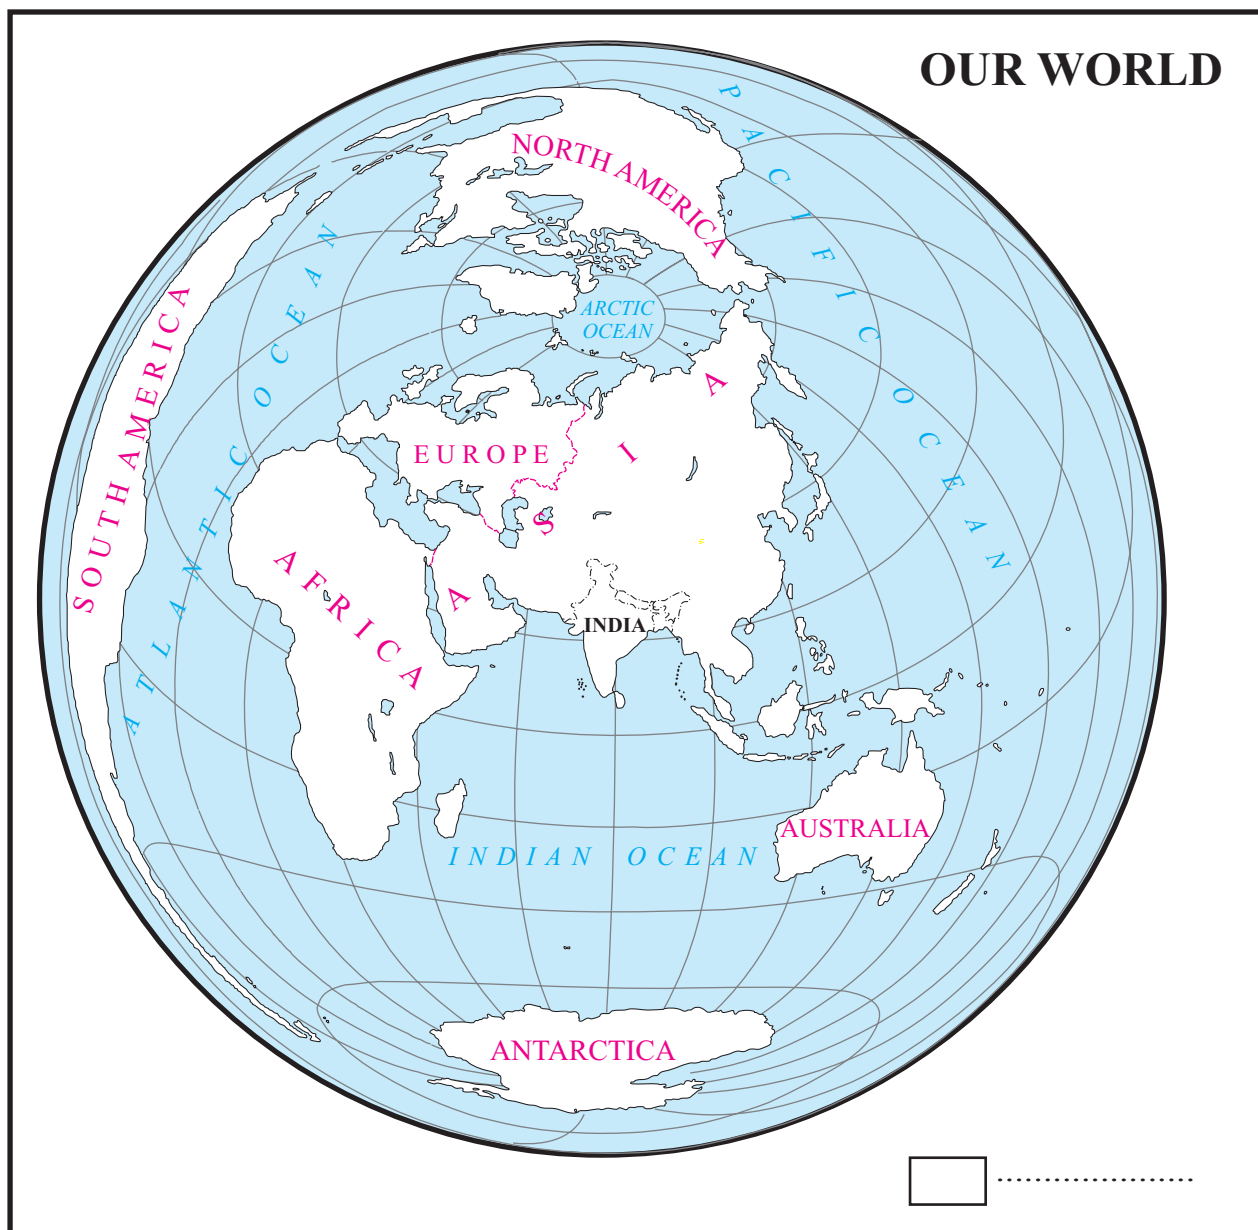 OUR WORLD
PACIFIC OCEAN
NORTH AMERICA
ATLANTIC OCEAN
ARCTIC
OCEAN
SOUTH AMERICA
EUROPE
ASIA
AFRICA
INDIA
AUSTRALIA
INDIAN OCEAN
ANTARCTICA